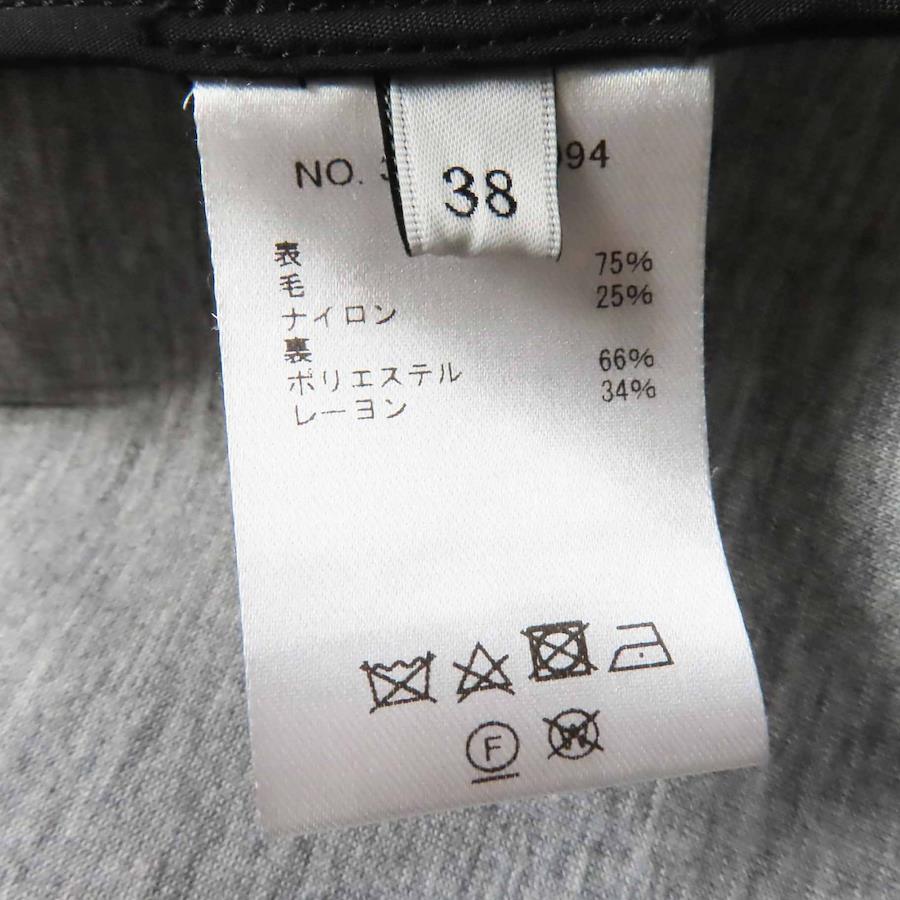 NO. 94
38
表
毛 75%
ナイロン 25%
裏
ポリエステル 66%
レーヨン 34%
F
W